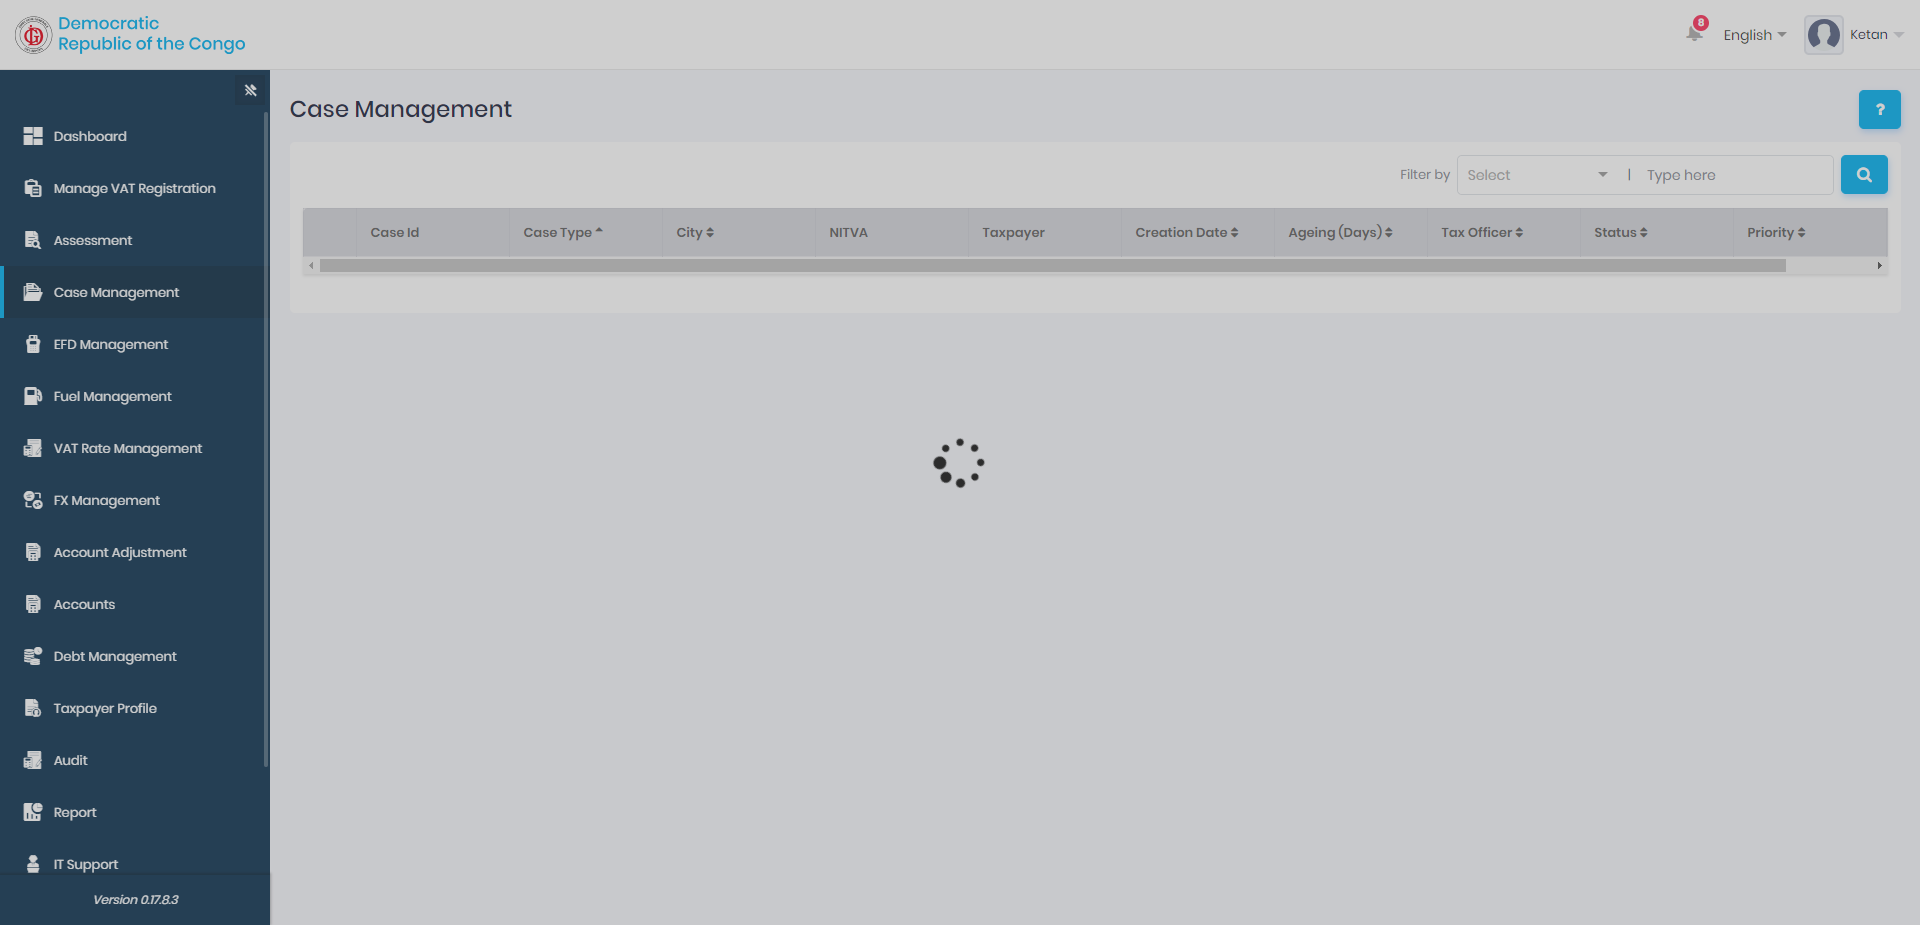 Democratic
Republic of the Congo
8
English
Ketan
Dashboard
Manage VAT Registration
Assessment
Case Management
EFD Management
Fuel Management
VAT Rate Management
FX Management
Account Adjustment
Accounts
Debt Management
Taxpayer Profile
Audit
Report
IT Support
Version 0.17.8.3
Case Management
?
Filter by Select | Type here
Case Id Case Type City NITVA Taxpayer Creation Date Ageing (Days) Tax Officer Status Priority